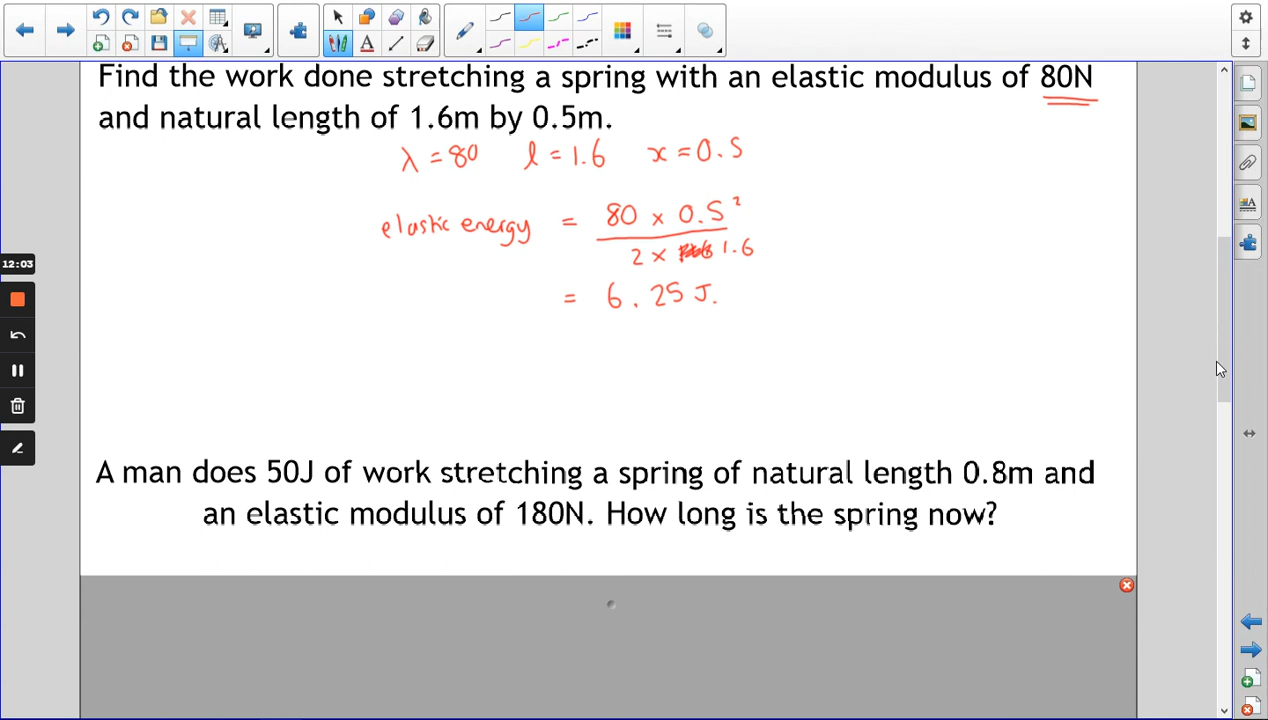 Find the work done stretching a spring with an elastic modulus of 80N
and natural length of 1.6m by 0.5m.
λ = 80 l = 1.6 x = 0.5
elastic energy = 80 × 0.5²
2 × 1.6
= 6.25 J.
12:03
A man does 50J of work stretching a spring of natural length 0.8m and
an elastic modulus of 180N. How long is the spring now?